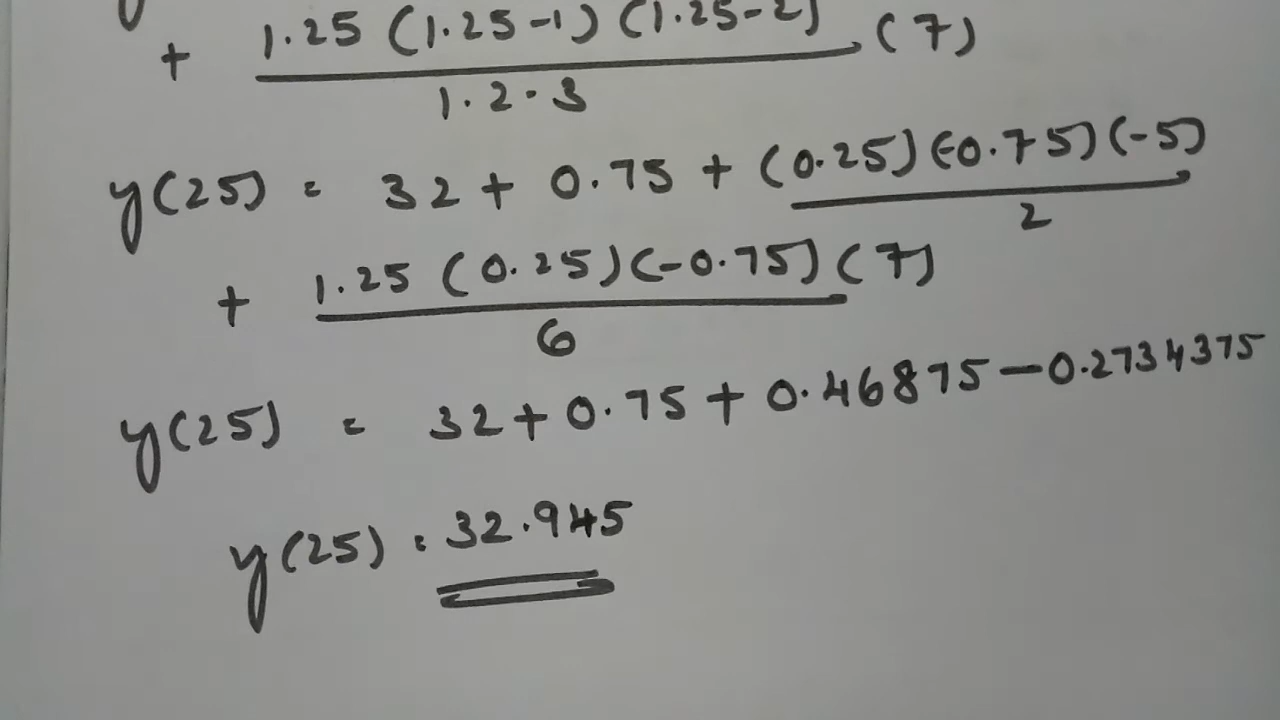 + 1.25 (1.25-1) (1.25-2) (7)
1.2.3
y(25) = 32 + 0.75 + (0.25)(-0.75)(-5)
2
+ 1.25 (0.25)(-0.75) (7)
6
y(25) = 32 + 0.75 + 0.46875 - 0.2734375
y(25) = 32.945